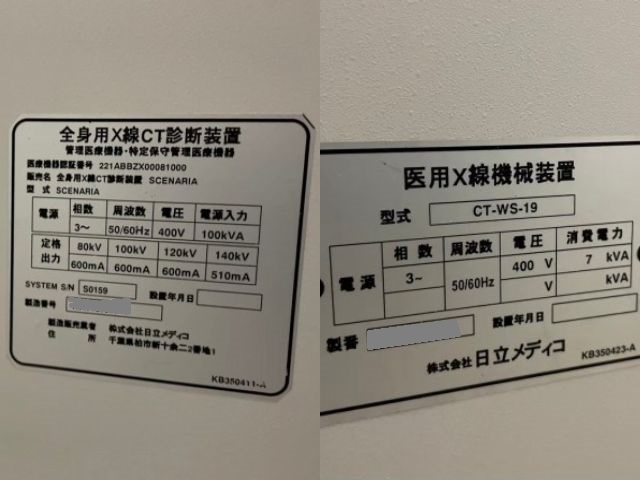 全身用X線CT診断装置
管理医療機器・特定保守管理医療機器
医療機器認証番号 221ABBZX00081000
販売名 全身用X線CT診断装置 SCENARIA
型式 SCENARIA
電源 相数 周波数 電圧 電源入力
3～ 50/60Hz 400V 100kVA
定格出力 80kV 100kV 120kV 140kV
600mA 600mA 600mA 510mA
SYSTEM S/N S0159
製造番号 設置年月日
製造販売業者 株式会社日立メディコ
住所 千葉県柏市新十余二2番地1
KB350411-A
医用X線機械装置
型式 CT-WS-19
電源 相数 周波数 電圧 消費電力
3～ 50/60Hz 400 V 7 kVA
V kVA
製番 設置年月日
株式会社日立メディコ
KB350423-A